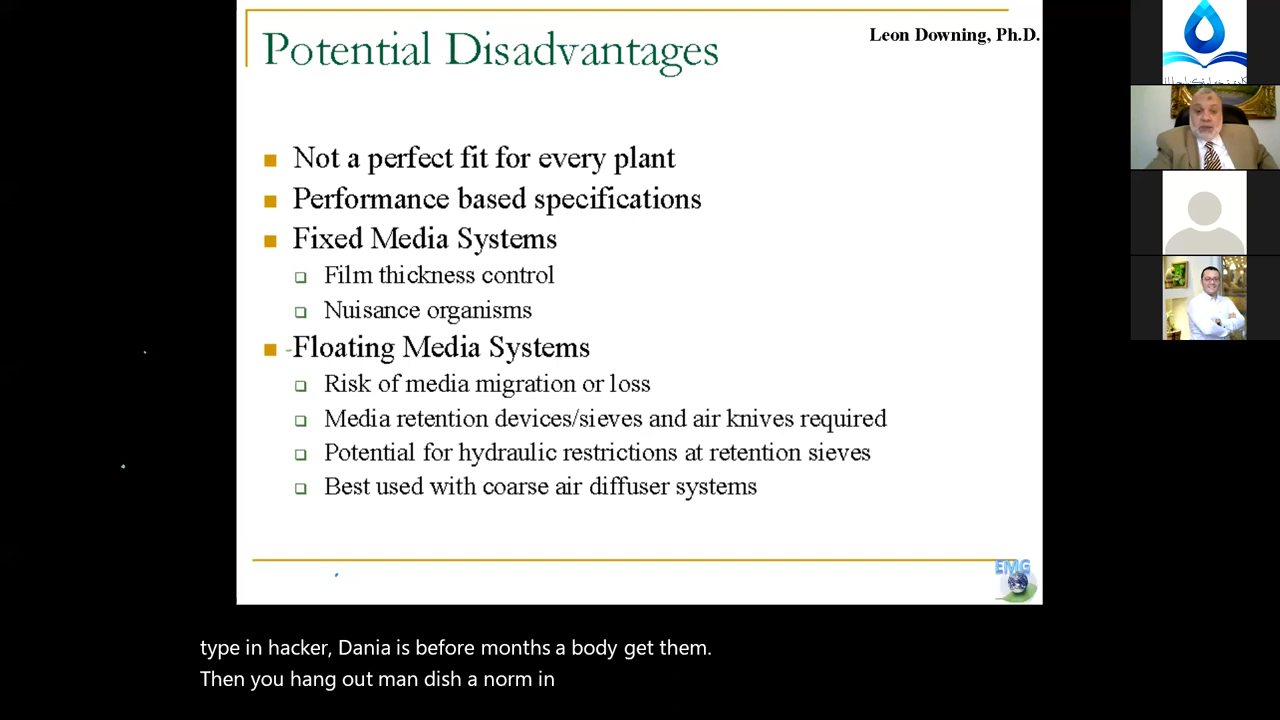 Potential Disadvantages
Leon Downing, Ph.D.
Not a perfect fit for every plant
Performance based specifications
Fixed Media Systems
Film thickness control
Nuisance organisms
Floating Media Systems
Risk of media migration or loss
Media retention devices/sieves and air knives required
Potential for hydraulic restrictions at retention sieves
Best used with coarse air diffuser systems
EMG
type in hacker, Dania is before months a body get them.
Then you hang out man dish a norm in